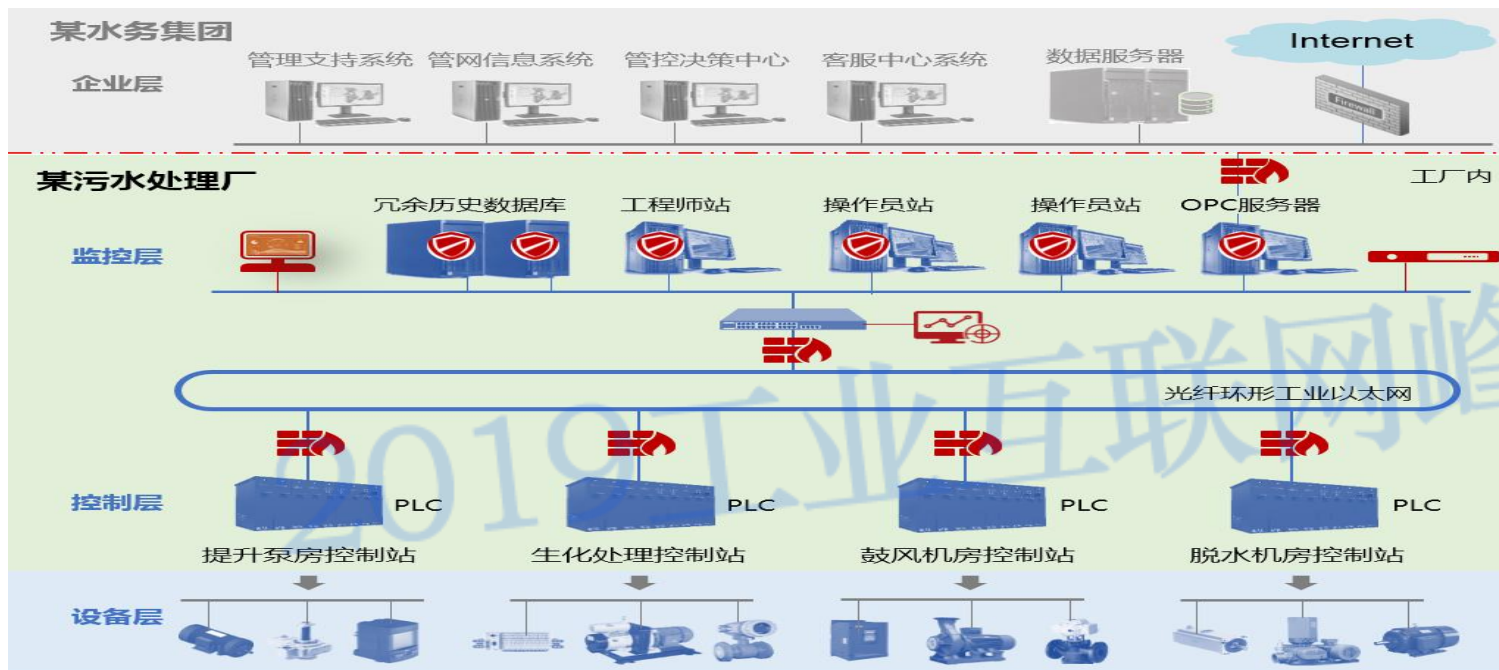 某水务集团
企业层
管理支持系统
管网信息系统
管控决策中心
客服中心系统
数据服务器
Internet
Firewall
某污水处理厂
工厂内
冗余历史数据库
工程师站
操作员站
操作员站
OPC服务器
监控层
光纤环形工业以太网
控制层
PLC
PLC
PLC
PLC
提升泵房控制站
生化处理控制站
鼓风机房控制站
脱水机房控制站
设备层
2019工业互联网峰